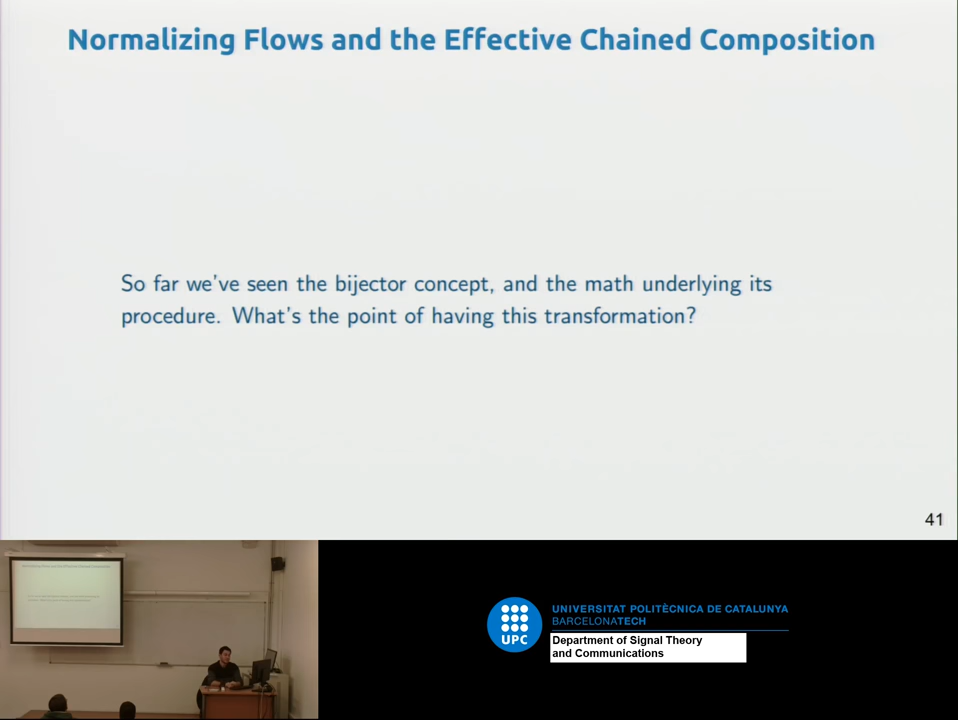 Normalizing Flows and the Effective Chained Composition
So far we've seen the bijector concept, and the math underlying its
procedure. What's the point of having this transformation?
41
UPC
UNIVERSITAT POLITÈCNICA DE CATALUNYA
BARCELONATECH
Department of Signal Theory
and Communications